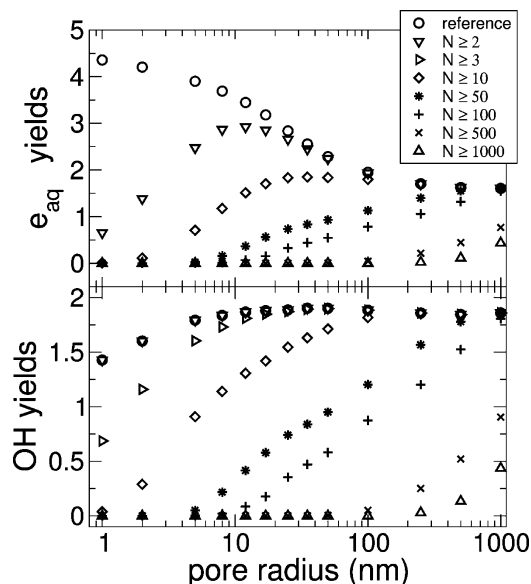 reference
N ≥ 2
N ≥ 3
N ≥ 10
N ≥ 50
N ≥ 100
N ≥ 500
N ≥ 1000
e_aq yields
5
4
3
2
1
0
OH yields
2
1.5
1
0.5
0
1 10 100 1000
pore radius (nm)